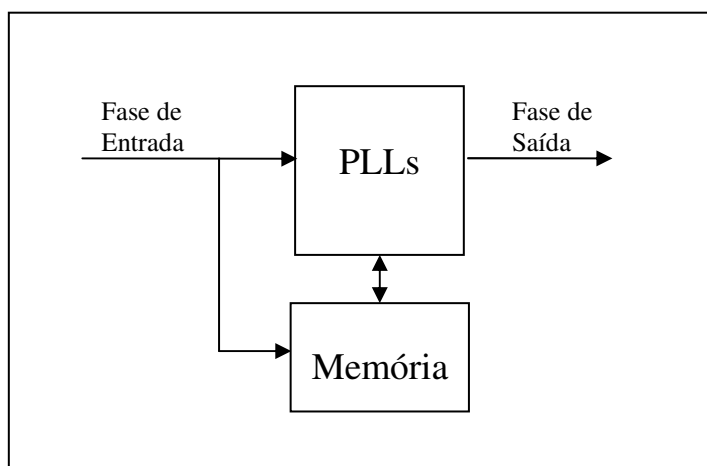 Fase de
Entrada
PLLs
Fase de
Saída
Memória